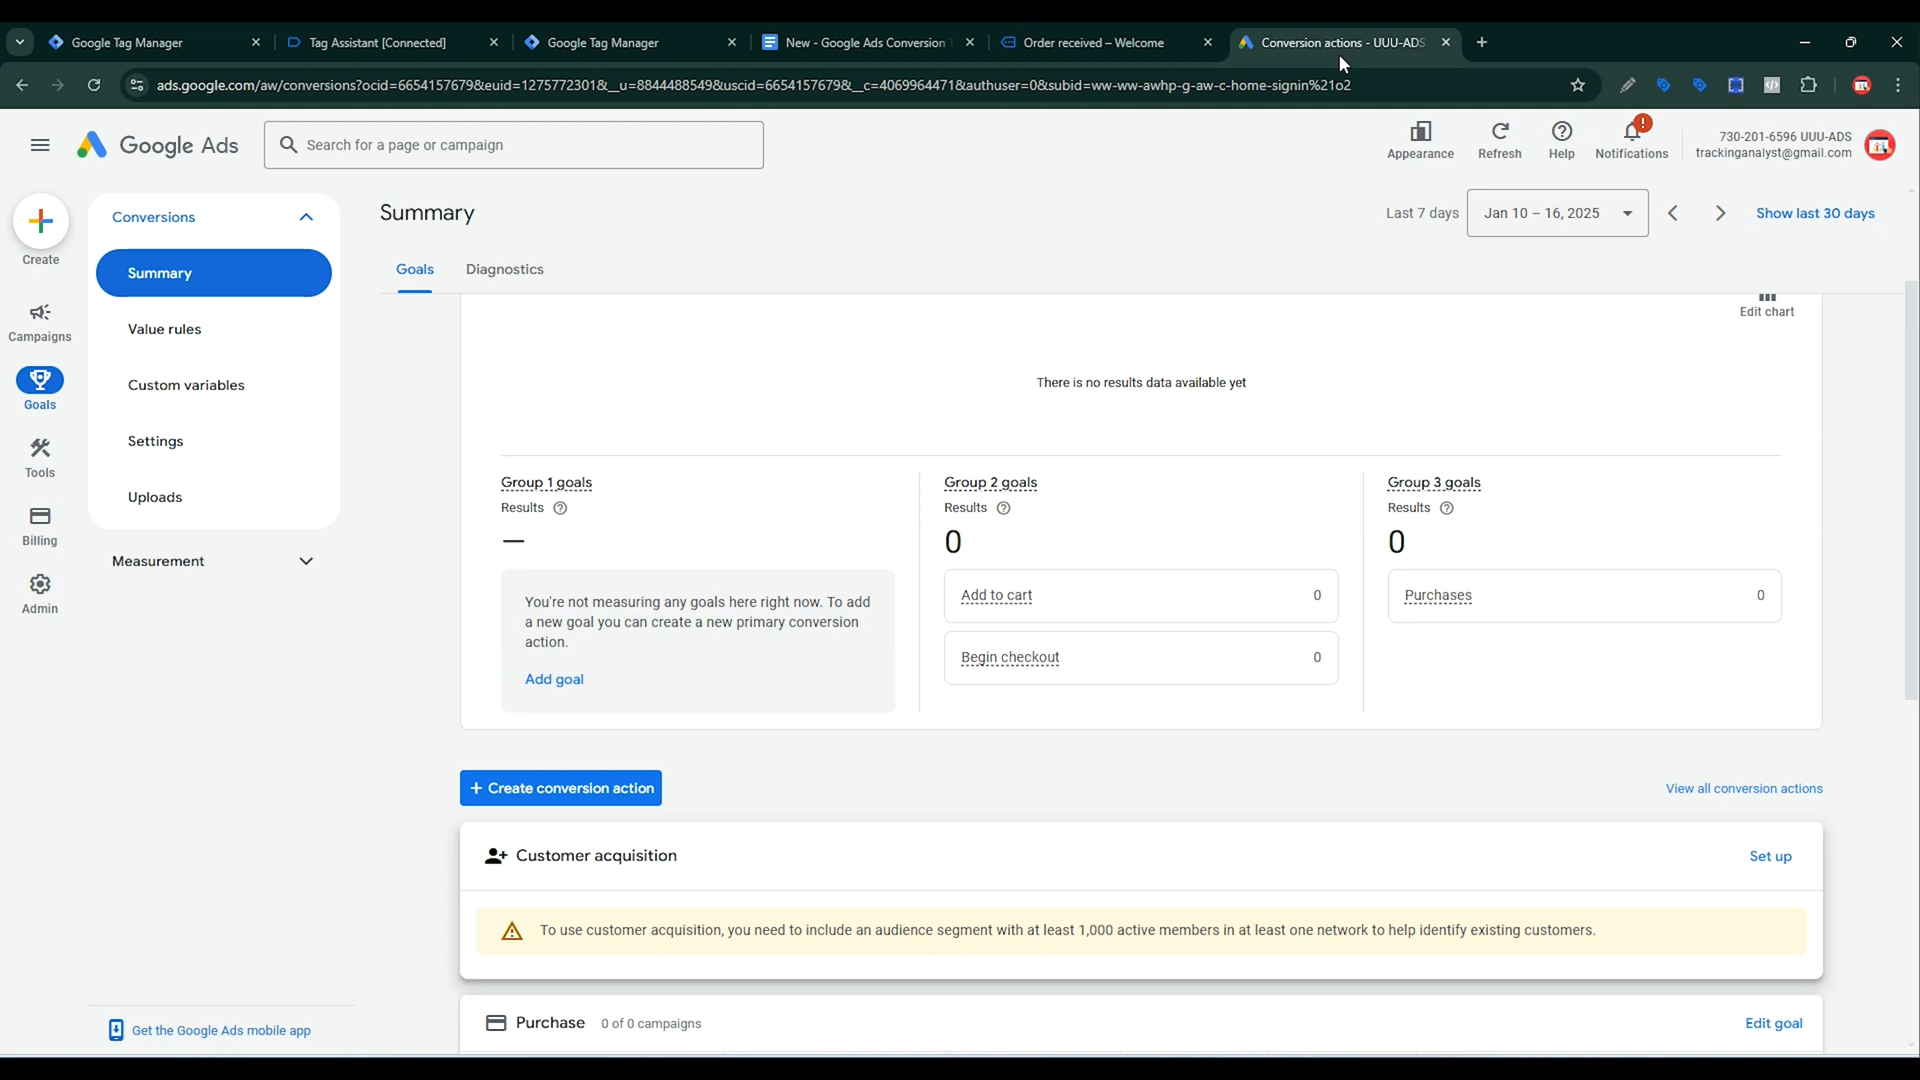 Google Tag Manager
Tag Assistant [Connected]
Google Tag Manager
New - Google Ads Conversion
Order received – Welcome
Conversion actions - UUU-ADS
ads.google.com/aw/conversions?ocid=6654157679&euid=1275772301&__u=8844488549&uscid=6654157679&__c=4069964471&authuser=0&subid=ww-ww-awhp-g-aw-c-home-signin%21o2
Google Ads
Search for a page or campaign
Appearance
Refresh
Help
Notifications
730-201-6596 UUU-ADS
trackinganalyst@gmail.com
Create
Campaigns
Goals
Tools
Billing
Admin
Conversions
Summary
Value rules
Custom variables
Settings
Uploads
Measurement
Get the Google Ads mobile app
Summary
Last 7 days
Jan 10 – 16, 2025
Show last 30 days
Goals
Diagnostics
Edit chart
There is no results data available yet
Group 1 goals
Results
—
You're not measuring any goals here right now. To add
a new goal you can create a new primary conversion
action.
Add goal
Group 2 goals
Results
0
Add to cart 0
Begin checkout 0
Group 3 goals
Results
0
Purchases 0
+ Create conversion action
View all conversion actions
Customer acquisition
Set up
To use customer acquisition, you need to include an audience segment with at least 1,000 active members in at least one network to help identify existing customers.
Purchase 0 of 0 campaigns
Edit goal